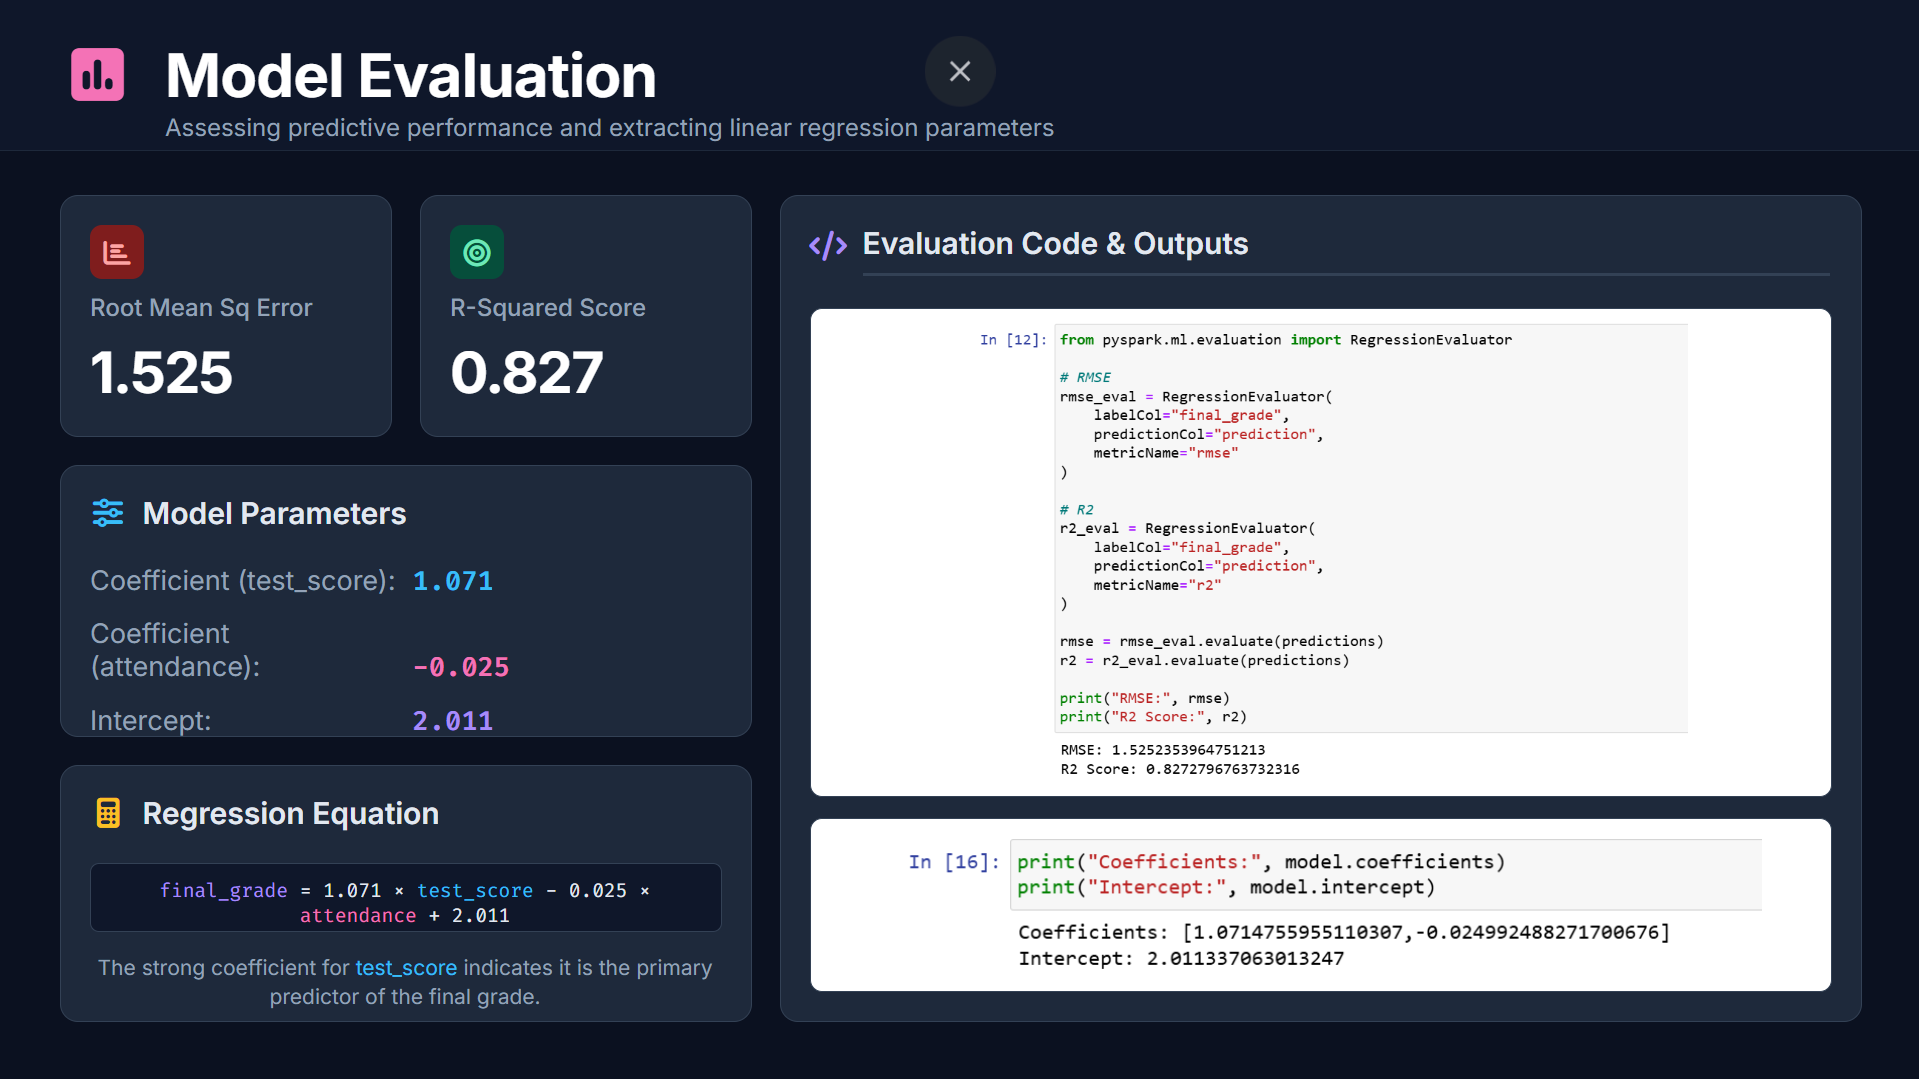 Model Evaluation
Assessing predictive performance and extracting linear regression parameters
Root Mean Sq Error
1.525
R-Squared Score
0.827
Model Parameters
Coefficient (test_score): 1.071
Coefficient
(attendance): -0.025
Intercept: 2.011
Regression Equation
final_grade = 1.071 × test_score − 0.025 ×
attendance + 2.011
The strong coefficient for test_score indicates it is the primary
predictor of the final grade.
</> Evaluation Code & Outputs
In [12]: from pyspark.ml.evaluation import RegressionEvaluator
# RMSE
rmse_eval = RegressionEvaluator(
    labelCol="final_grade",
    predictionCol="prediction",
    metricName="rmse"
)
# R2
r2_eval = RegressionEvaluator(
    labelCol="final_grade",
    predictionCol="prediction",
    metricName="r2"
)
rmse = rmse_eval.evaluate(predictions)
r2 = r2_eval.evaluate(predictions)
print("RMSE:", rmse)
print("R2 Score:", r2)
RMSE: 1.5252353964751213
R2 Score: 0.8272796763732316
In [16]: print("Coefficients:", model.coefficients)
print("Intercept:", model.intercept)
Coefficients: [1.0714755955110307,-0.024992488271700676]
Intercept: 2.011337063013247